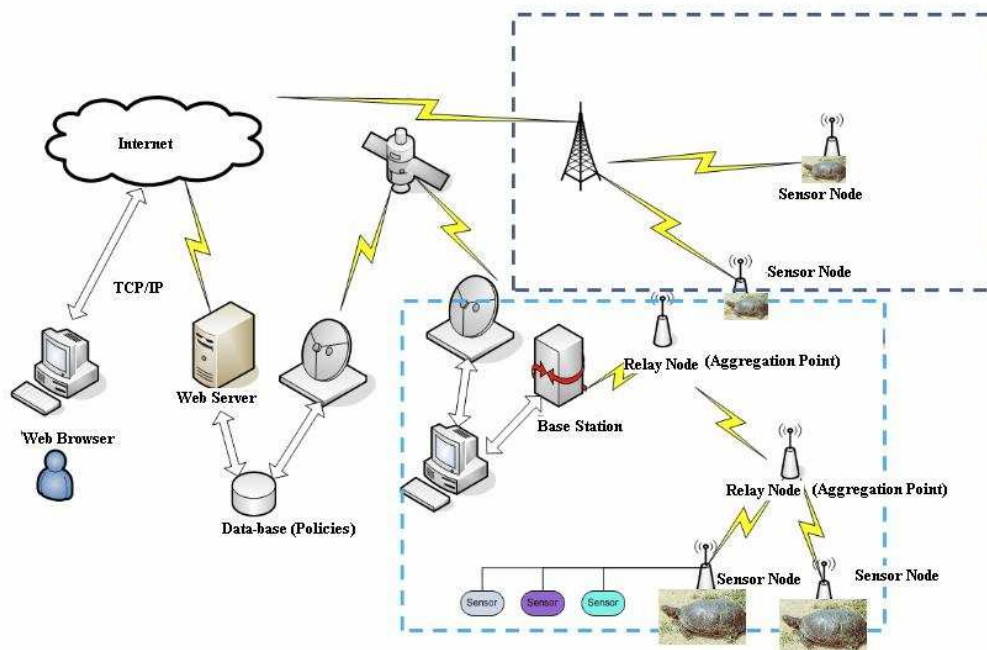 Internet
Sensor Node
TCP/IP
Sensor Node
Relay Node (Aggregation Point)
Web Server
Base Station
Web Browser
Relay Node (Aggregation Point)
Data-base (Policies)
Sensor Node
Sensor Node
Sensor
Sensor
Sensor